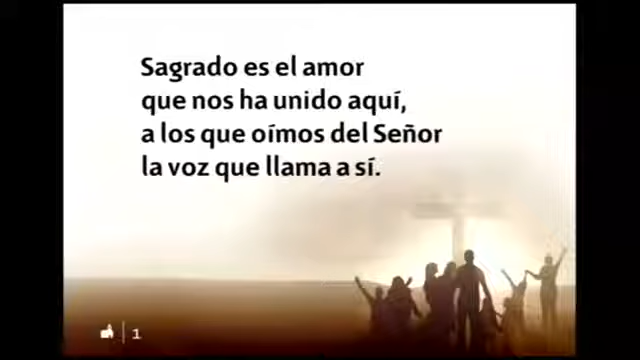 Sagrado es el amor
que nos ha unido aquí,
a los que oímos del Señor
la voz que llama a sí.
1